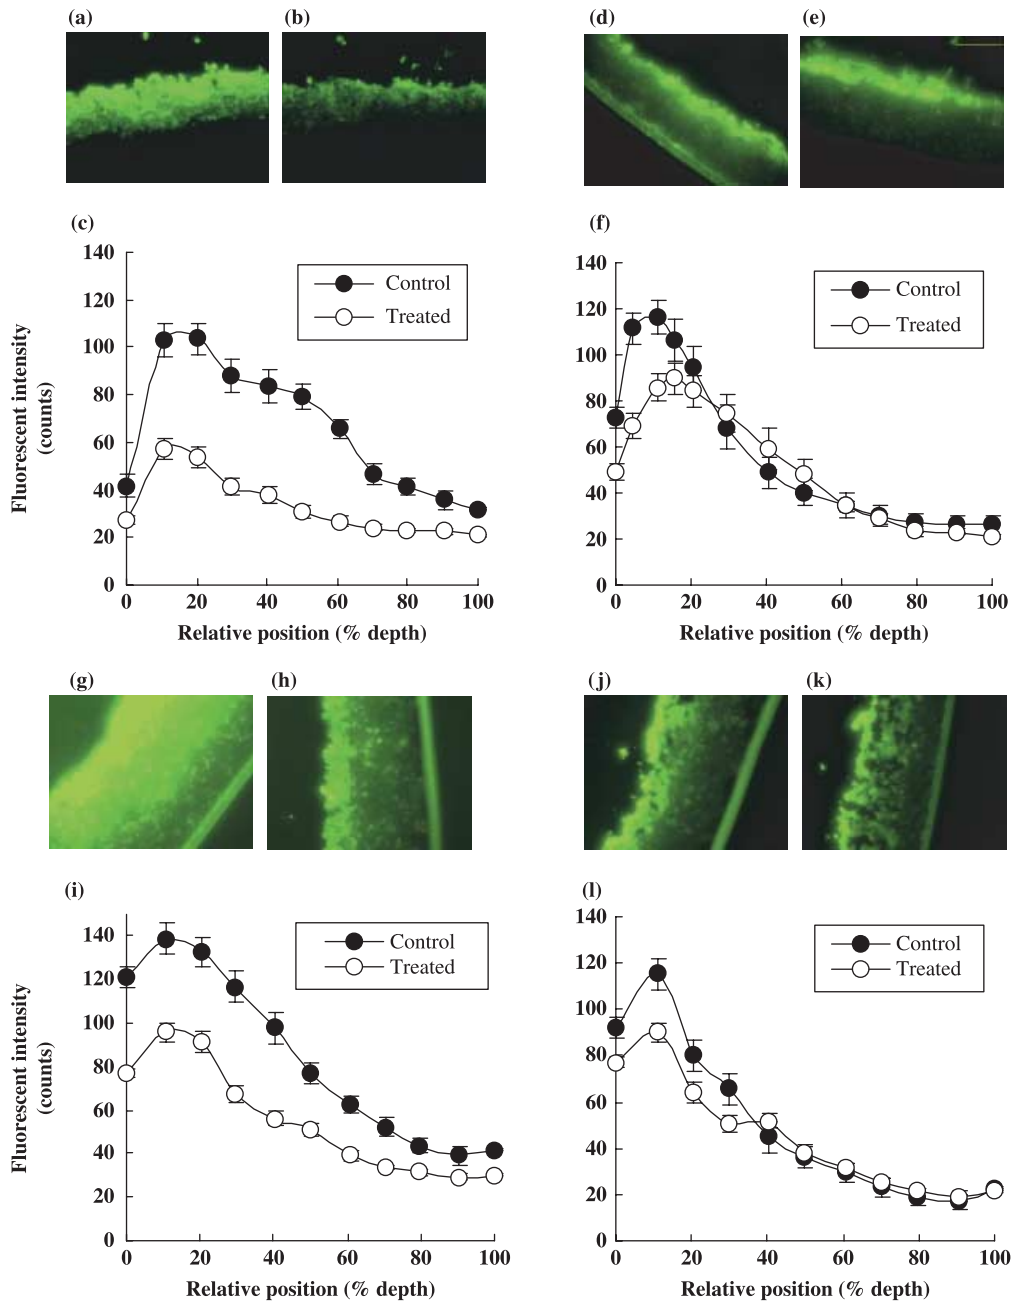 (a) (b) (d) (e)
(c) (f)
140 140
120 Control 120 Control
Treated Treated
100 100
80 80
60 60
40 40
20 20
0 0
Fluorescent intensity
(counts)
0 20 40 60 80 100 0 20 40 60 80 100
Relative position (% depth) Relative position (% depth)
(g) (h) (j) (k)
(i) (l)
140 140
120 Control 120 Control
Treated Treated
100 100
80 80
60 60
40 40
20 20
0 0
Fluorescent intensity
(counts)
0 20 40 60 80 100 0 20 40 60 80 100
Relative position (% depth) Relative position (% depth)